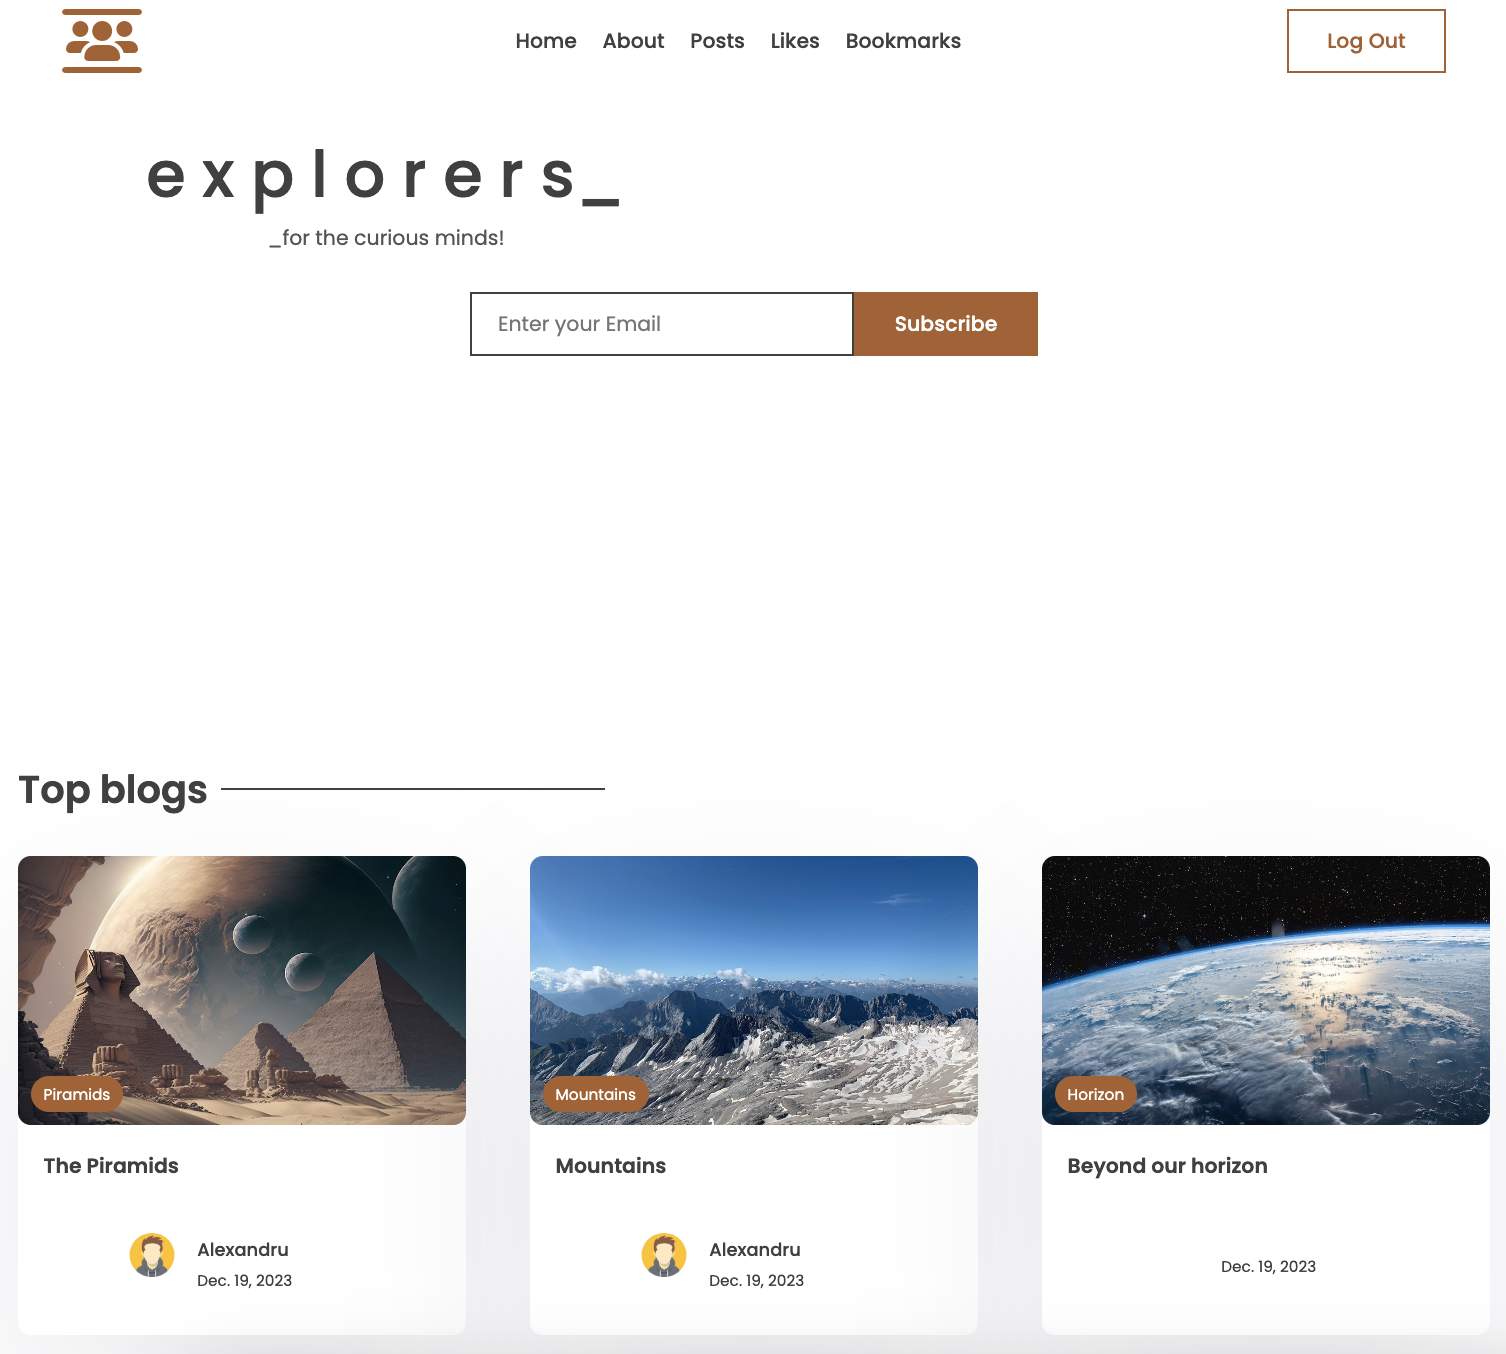 Home About Posts Likes Bookmarks Log Out
explorers_
_for the curious minds!
Enter your Email Subscribe
Top blogs
Piramids
The Piramids
Alexandru
Dec. 19, 2023
Mountains
Mountains
Alexandru
Dec. 19, 2023
Horizon
Beyond our horizon
Dec. 19, 2023